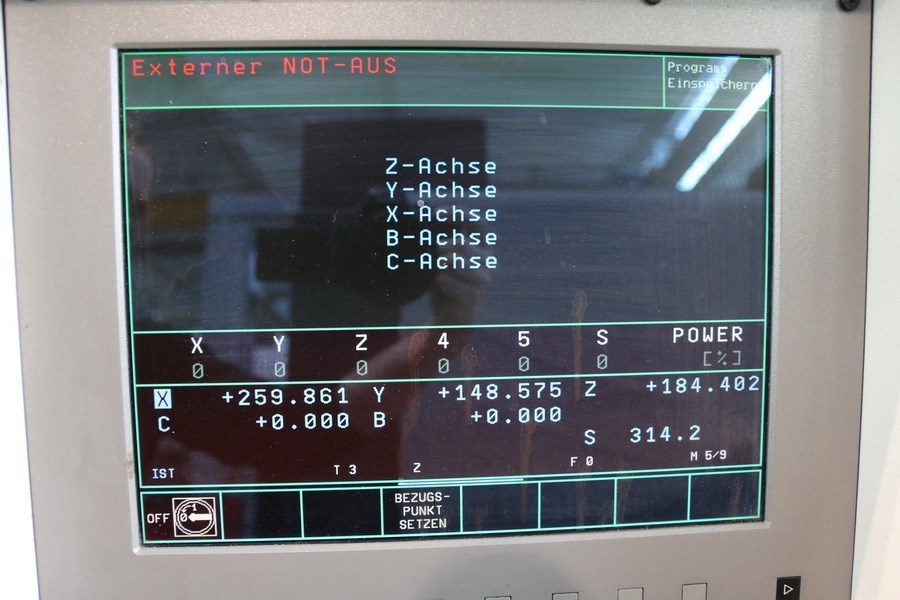 Externer NOT-AUS
Programm
Einspeichern
Z-Achse
Y-Achse
X-Achse
B-Achse
C-Achse
X Y Z 4 5 S POWER
0 0 0 0 0 0 [%]
X +259.861 Y +148.575 Z +184.402
C +0.000 B +0.000
S 314.2
IST T 3 Z F 0 M 5/9
OFF 0 1
BEZUGS-
PUNKT
SETZEN